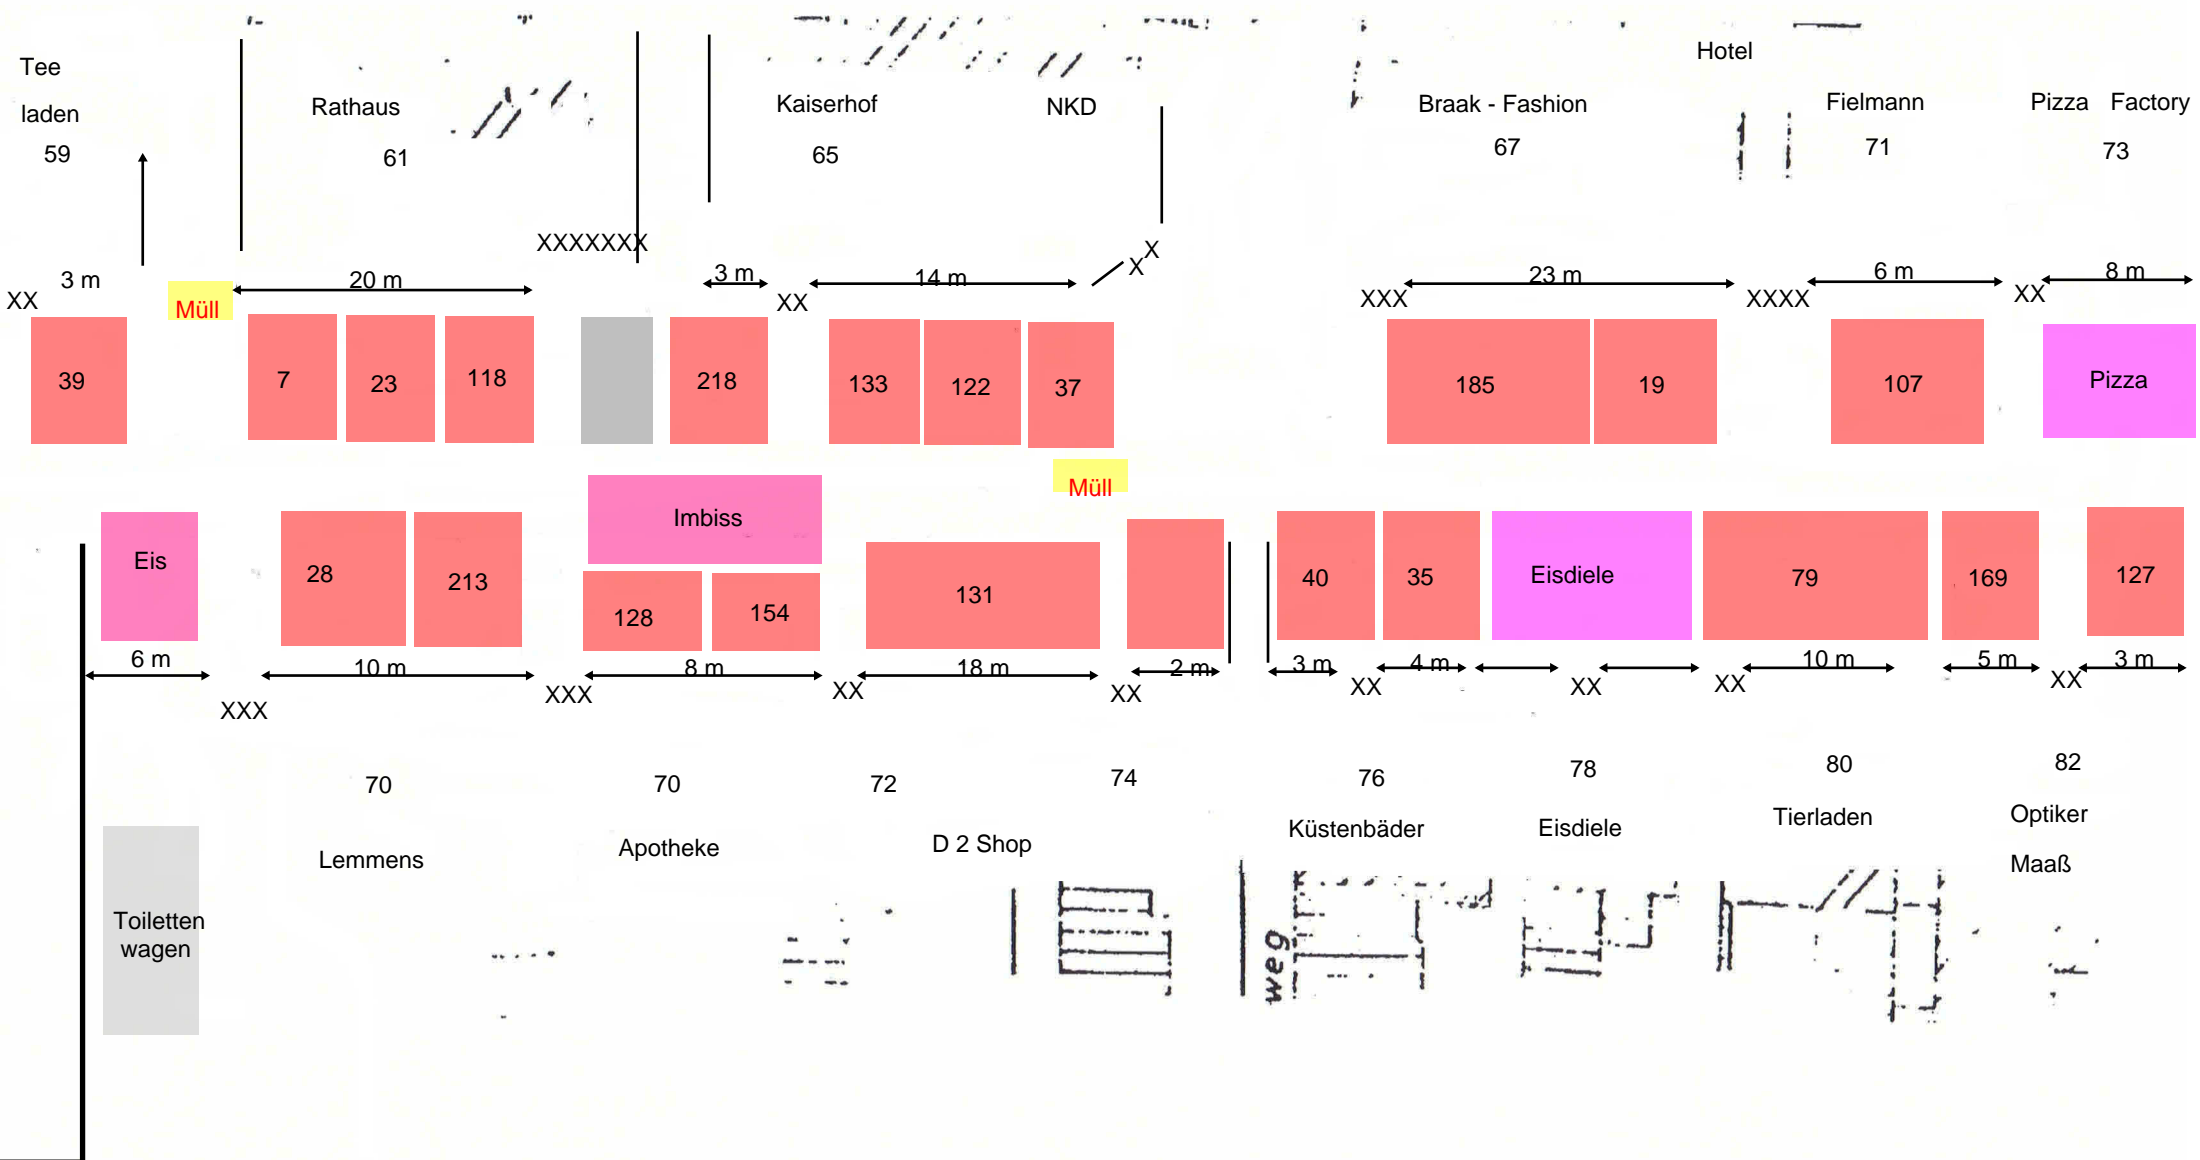 Hotel
Tee
laden
59
Rathaus
61
Kaiserhof
65
NKD
Braak - Fashion
67
Fielmann
71
Pizza Factory
73
XXXXXXX
X
X
3 m
20 m
3 m
14 m
23 m
6 m
8 m
XX
Müll
XX
XXX
XXXX
XX
39
7
23
118
218
133
122
37
185
19
107
Pizza
Müll
Imbiss
Eis
28
213
128
154
131
40
35
Eisdiele
79
169
127
6 m
10 m
8 m
18 m
2 m
3 m
4 m
10 m
5 m
3 m
XXX
XXX
XX
XX
XX
XX
XX
XX
70
70
72
74
76
78
80
82
Lemmens
Apotheke
D 2 Shop
Küstenbäder
Eisdiele
Tierladen
Optiker
Maaß
Toiletten
wagen
weg